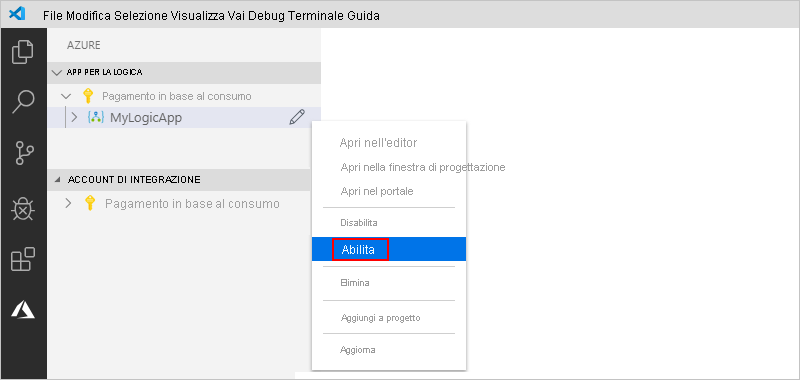 File Modifica Selezione Visualizza Vai Debug Terminale Guida
AZURE
APP PER LA LOGICA
Pagamento in base al consumo
MyLogicApp
Apri nell'editor
Apri nella finestra di progettazione
Apri nel portale
Disabilita
Abilita
Elimina
Aggiungi a progetto
Aggiorna
ACCOUNT DI INTEGRAZIONE
Pagamento in base al consumo